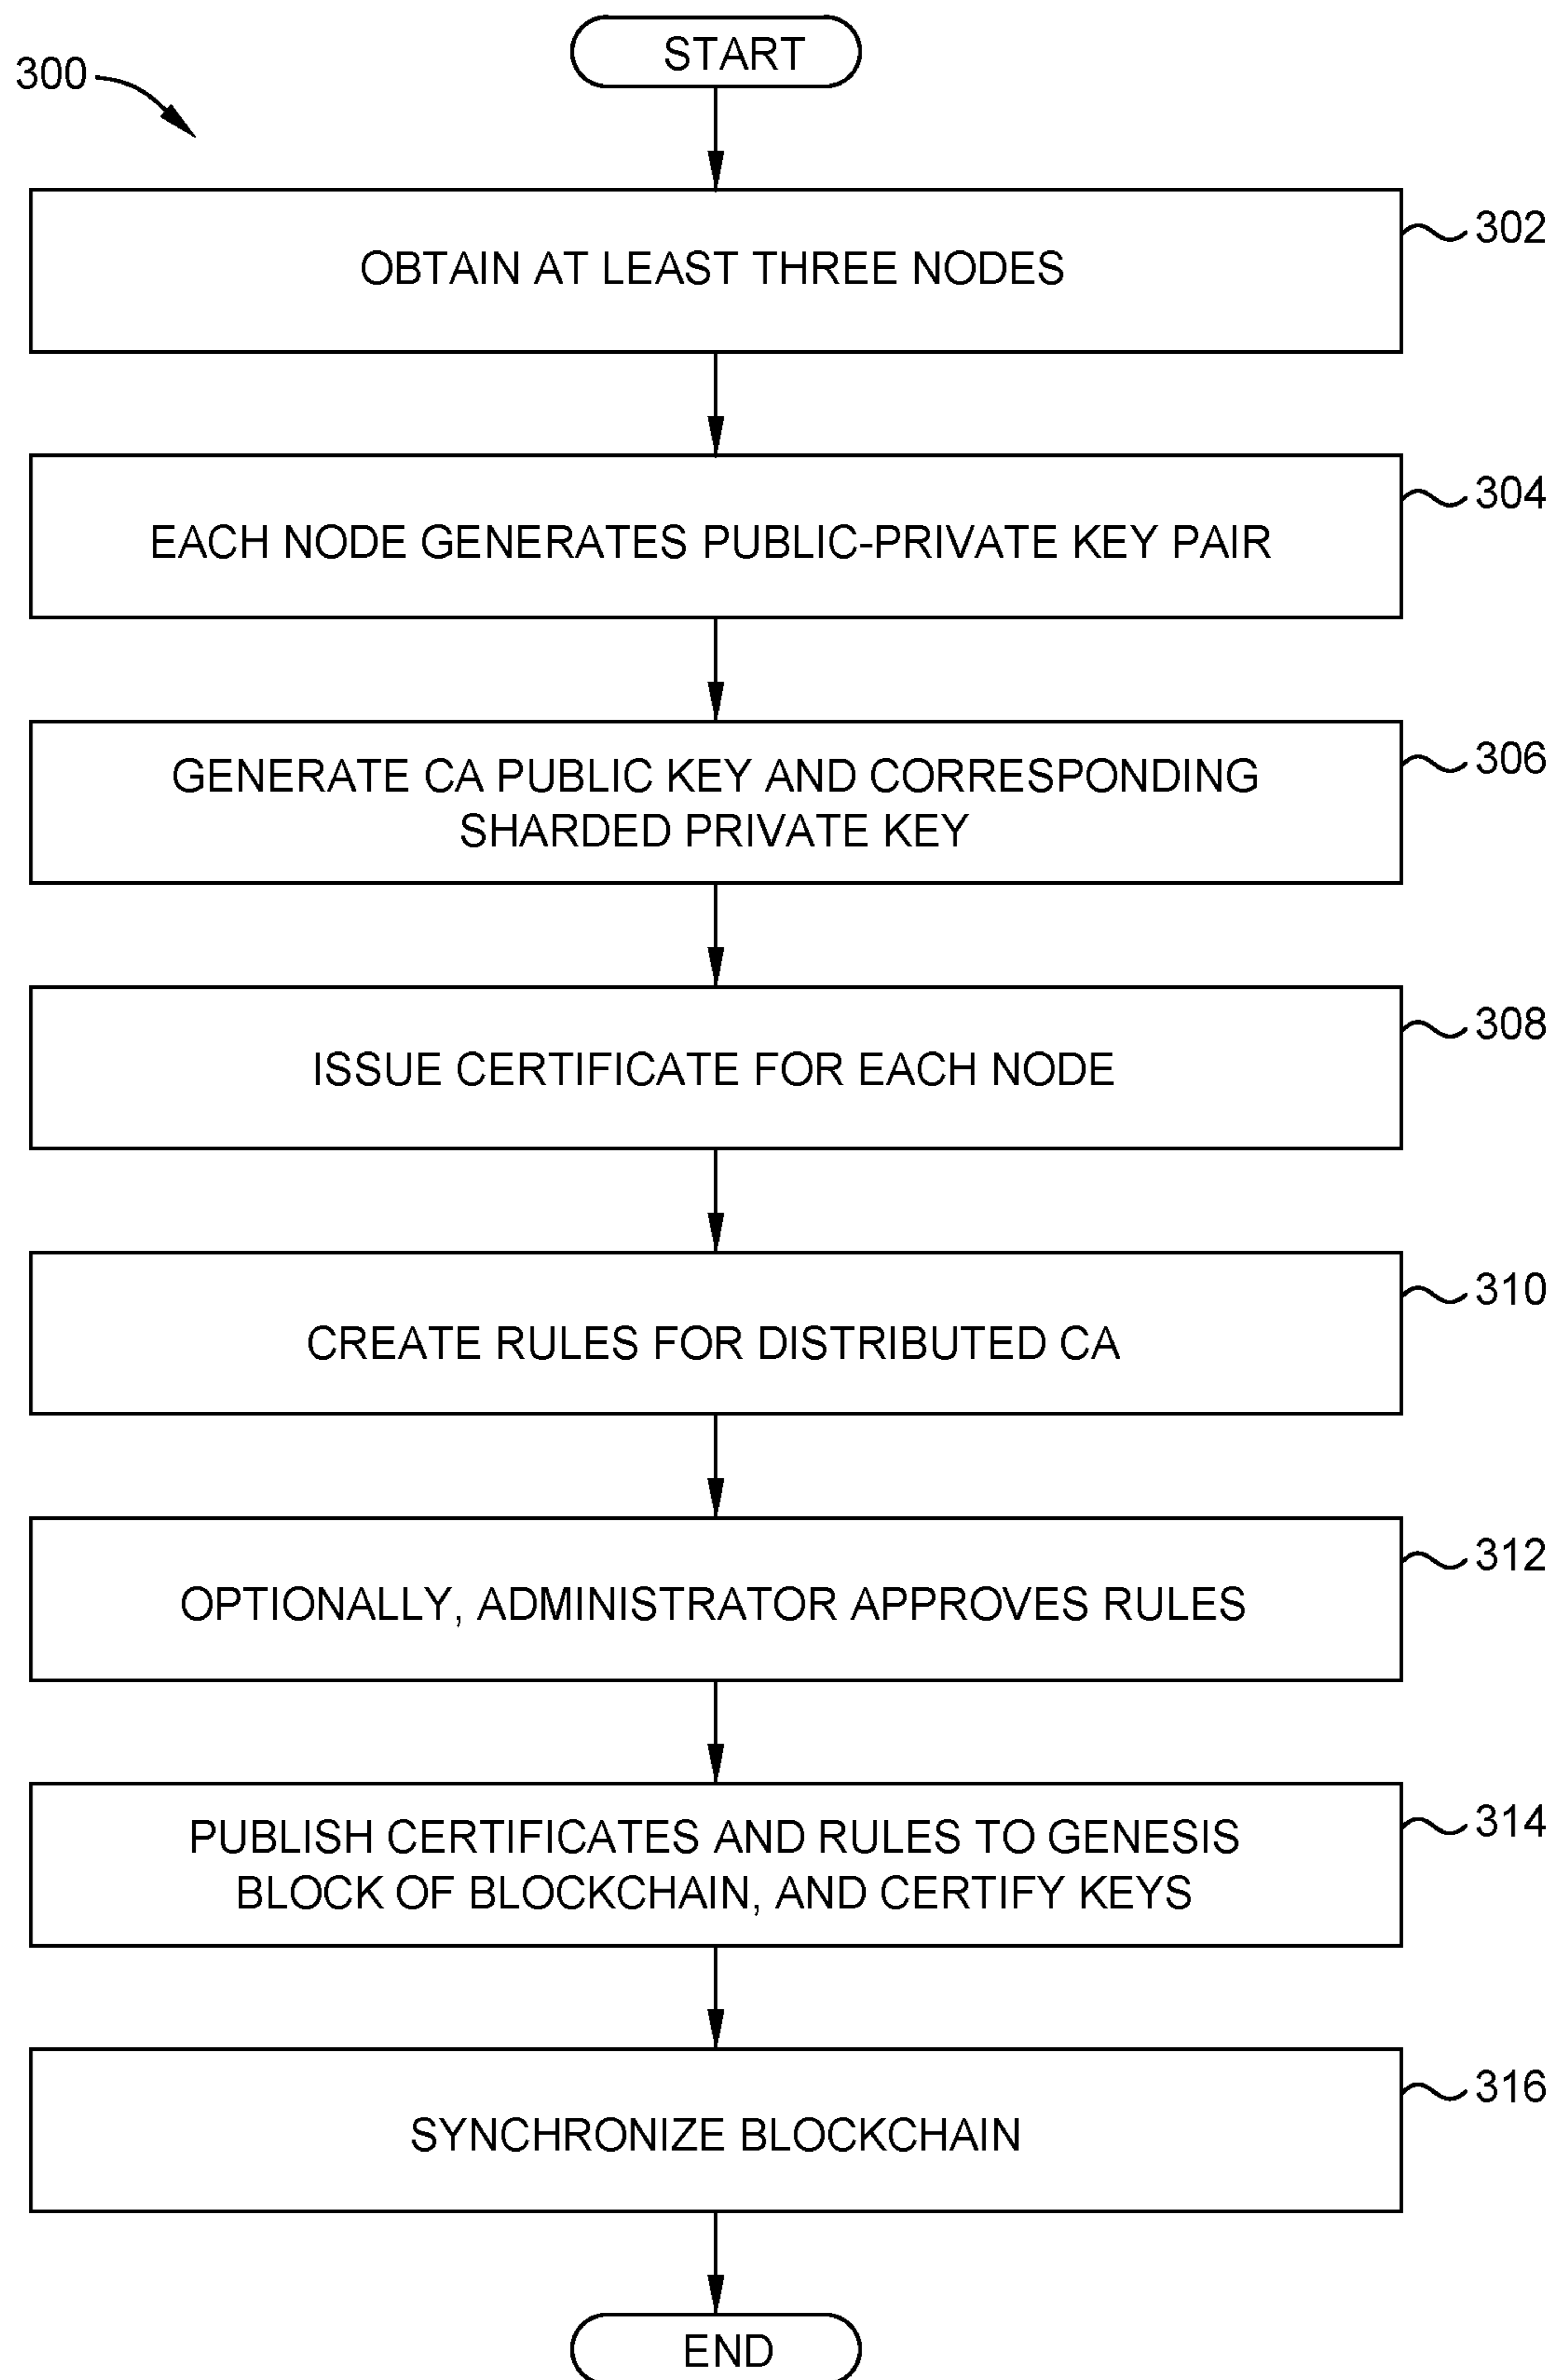 300
START
302
OBTAIN AT LEAST THREE NODES
304
EACH NODE GENERATES PUBLIC-PRIVATE KEY PAIR
306
GENERATE CA PUBLIC KEY AND CORRESPONDING
SHARDED PRIVATE KEY
308
ISSUE CERTIFICATE FOR EACH NODE
310
CREATE RULES FOR DISTRIBUTED CA
312
OPTIONALLY, ADMINISTRATOR APPROVES RULES
314
PUBLISH CERTIFICATES AND RULES TO GENESIS
BLOCK OF BLOCKCHAIN, AND CERTIFY KEYS
316
SYNCHRONIZE BLOCKCHAIN
END